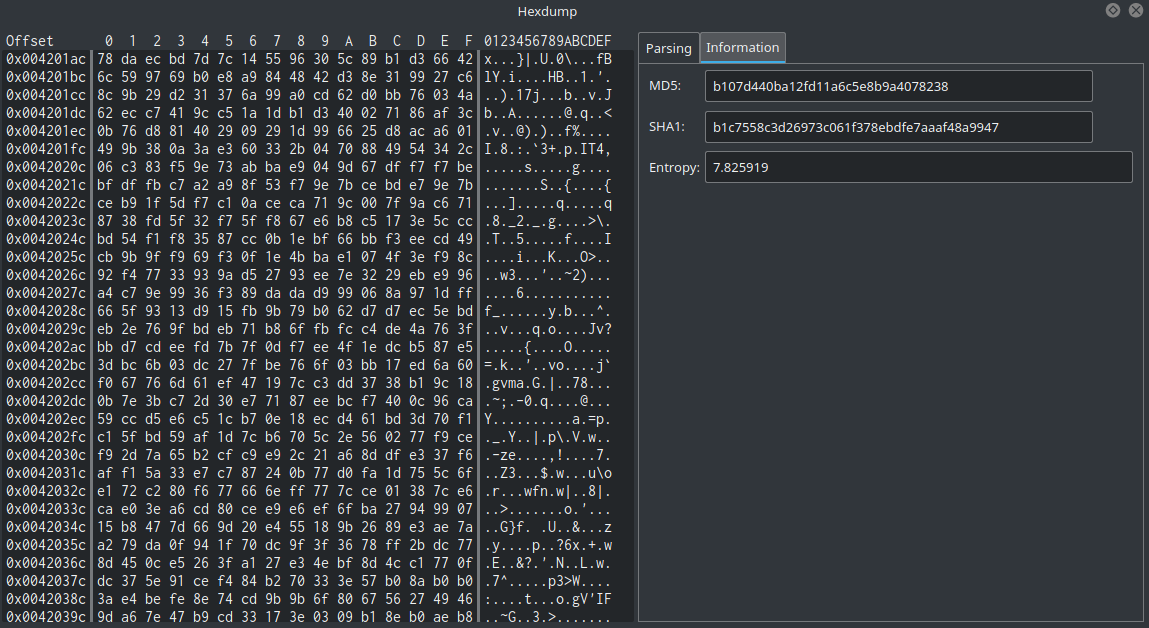 Hexdump
Offset 0 1 2 3 4 5 6 7 8 9 A B C D E F 0123456789ABCDEF
0x004201ac 78 da ec bd 7d 7c 14 55 96 30 5c 89 b1 d3 66 42 x...}|.U.0\...fB
0x004201bc 6c 59 97 69 b0 e8 a9 84 48 42 d3 8e 31 99 27 c6 lY.i....HB..1.'.
0x004201cc 8c 9b 29 d2 31 37 6a 99 a0 cd 62 d0 bb 76 03 4a ..).17j...b..v.J
0x004201dc 62 ec c7 41 9c c5 1a 1d b1 d3 40 02 71 86 af 3c b..A......@.q..<
0x004201ec 0b 76 d8 81 40 29 09 29 1d 99 66 25 d8 ac a6 01 .v..@).)..f%....
0x004201fc 49 9b 38 0a 3a e3 60 33 2b 04 70 88 49 54 34 2c I.8.:.`3+.p.IT4,
0x0042020c 06 c3 83 f5 9e 73 ab ba e9 04 9d 67 df f7 f7 be .....s.....g....
0x0042021c bf df fb c7 a2 a9 8f 53 f7 9e 7b ce bd e7 9e 7b .......S..{....{
0x0042022c ce b9 1f 5d f7 c1 0a ce ca 71 9c 00 7f 9a c6 71 ...].....q.....q
0x0042023c 87 38 fd 5f 32 f7 5f f8 67 e6 b8 c5 17 3e 5c cc .8._2._.g....>\.
0x0042024c bd 54 f1 f8 35 87 cc 0b 1e bf 66 bb f3 ee cd 49 .T..5.....f....I
0x0042025c cb 9b 9f f9 69 f3 0f 1e 4b ba e1 07 4f 3e f9 8c ....i...K...O>..
0x0042026c 92 f4 77 33 93 9a d5 27 93 ee 7e 32 29 eb e9 96 ..w3...'..~2)...
0x0042027c a4 c7 9e 99 36 f3 89 da da d9 99 06 8a 97 1d ff ....6...........
0x0042028c 66 5f 93 13 d9 15 fb 9b 79 b0 62 d7 d7 ec 5e bd f_......y.b...^.
0x0042029c eb 2e 76 9f bd eb 71 b8 6f fb fc c4 de 4a 76 3f ..v...q.o....Jv?
0x004202ac bb d7 cd ee fd 7b 7f 0d f7 ee 4f 1e dc b5 87 e5 .....{....O.....
0x004202bc 3d bc 6b 03 dc 27 7f be 76 6f 03 bb 17 ed 6a 60 =.k..'..vo....j`
0x004202cc f0 67 76 6d 61 ef 47 19 7c c3 dd 37 38 b1 9c 18 .gvma.G.|..78...
0x004202dc 0b 7e 3b c7 2d 30 e7 71 87 ee bc f7 40 0c 96 ca .~;.-0.q....@...
0x004202ec 59 cc d5 e6 c5 1c b7 0e 18 ec d4 61 bd 3d 70 f1 Y..........a.=p.
0x004202fc c1 5f bd 59 af 1d 7c b6 70 5c 2e 56 02 77 f9 ce ._.Y..|.p\.V.w..
0x0042030c f9 2d 7a 65 b2 cf c9 e9 2c 21 a6 8d df e3 37 f6 .-ze....,!....7.
0x0042031c af f1 5a 33 e7 c7 87 24 0b 77 d0 fa 1d 75 5c 6f ..Z3...$.w...u\o
0x0042032c e1 72 c2 80 f6 77 66 6e ff 77 7c ce 01 38 7c e6 .r...wfn.w|..8|.
0x0042033c ca e0 3e a6 cd 80 ce e9 e6 ef 6f ba 27 94 99 07 ..>.......o.'...
0x0042034c 15 b8 47 7d 66 9d 20 e4 55 18 9b 26 89 e3 ae 7a ..G}f. .U..&...z
0x0042035c a2 79 da 0f 94 1f 70 dc 9f 3f 36 78 ff 2b dc 77 .y....p..?6x.+.w
0x0042036c 8d 45 0c e5 26 3f a1 27 e3 4e bf 8d 4c c1 77 0f .E..&?.'.N..L.w.
0x0042037c dc 37 5e 91 ce f4 84 b2 70 33 3e 57 b0 8a b0 b0 .7^.....p3>W....
0x0042038c 3a e4 be fe 8e 74 cd 9b 9b 6f 80 67 56 27 49 46 :....t...o.gV'IF
0x0042039c 9d a6 7e 47 b9 cd 33 17 3e 03 09 b1 8e b0 ae b8 ..~G..3.>.......
Parsing Information
MD5: b107d440ba12fd11a6c5e8b9a4078238
SHA1: b1c7558c3d26973c061f378ebdfe7aaaf48a9947
Entropy: 7.825919